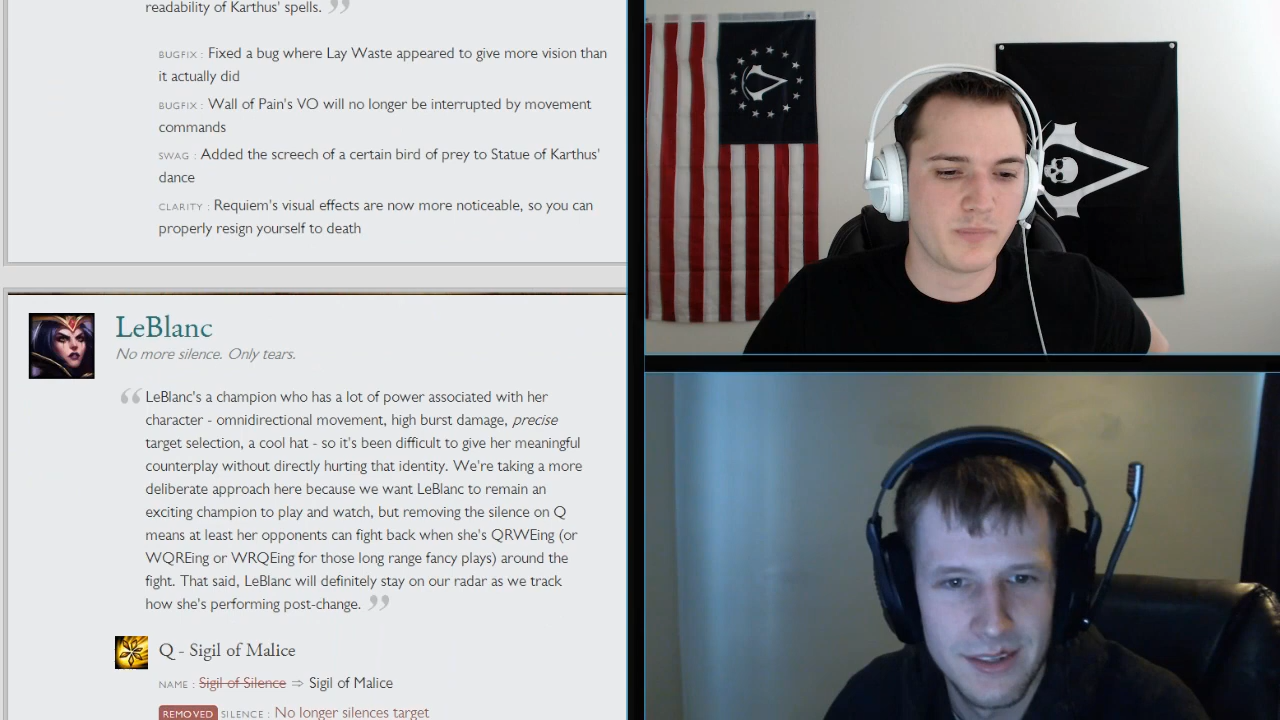 readability of Karthus' spells. ”
BUGFIX : Fixed a bug where Lay Waste appeared to give more vision than
it actually did
BUGFIX : Wall of Pain's VO will no longer be interrupted by movement
commands
SWAG : Added the screech of a certain bird of prey to Statue of Karthus'
dance
CLARITY : Requiem's visual effects are now more noticeable, so you can
properly resign yourself to death
LeBlanc
No more silence. Only tears.
“ LeBlanc's a champion who has a lot of power associated with her
character - omnidirectional movement, high burst damage, precise
target selection, a cool hat - so it's been difficult to give her meaningful
counterplay without directly hurting that identity. We're taking a more
deliberate approach here because we want LeBlanc to remain an
exciting champion to play and watch, but removing the silence on Q
means at least her opponents can fight back when she's QRWEing (or
WQREing or WRQEing for those long range fancy plays) around the
fight. That said, LeBlanc will definitely stay on our radar as we track
how she's performing post-change. ”
Q - Sigil of Malice
NAME : Sigil of Silence ⇒ Sigil of Malice
REMOVED SILENCE : No longer silences target